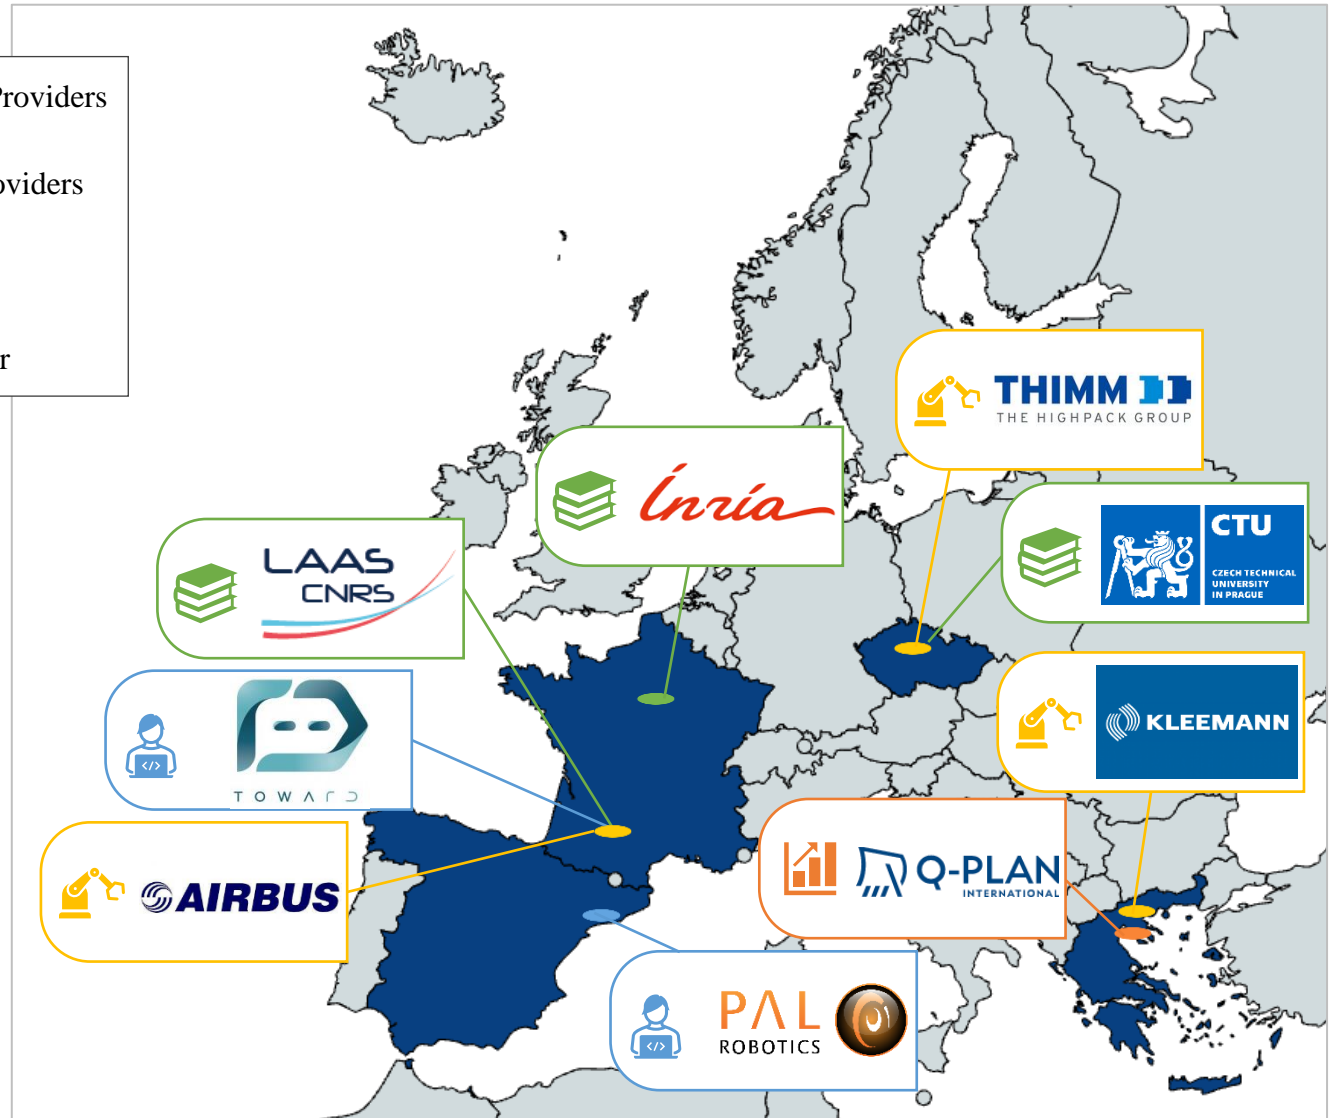 Providers
oviders
r
THIMM
THE HIGHPACK GROUP
Inría
CTU
CZECH TECHNICAL
UNIVERSITY
IN PRAGUE
LAAS
CNRS
</>
TOWARD
KLEEMANN
AIRBUS
Q-PLAN
INTERNATIONAL
</>
PAL
ROBOTICS